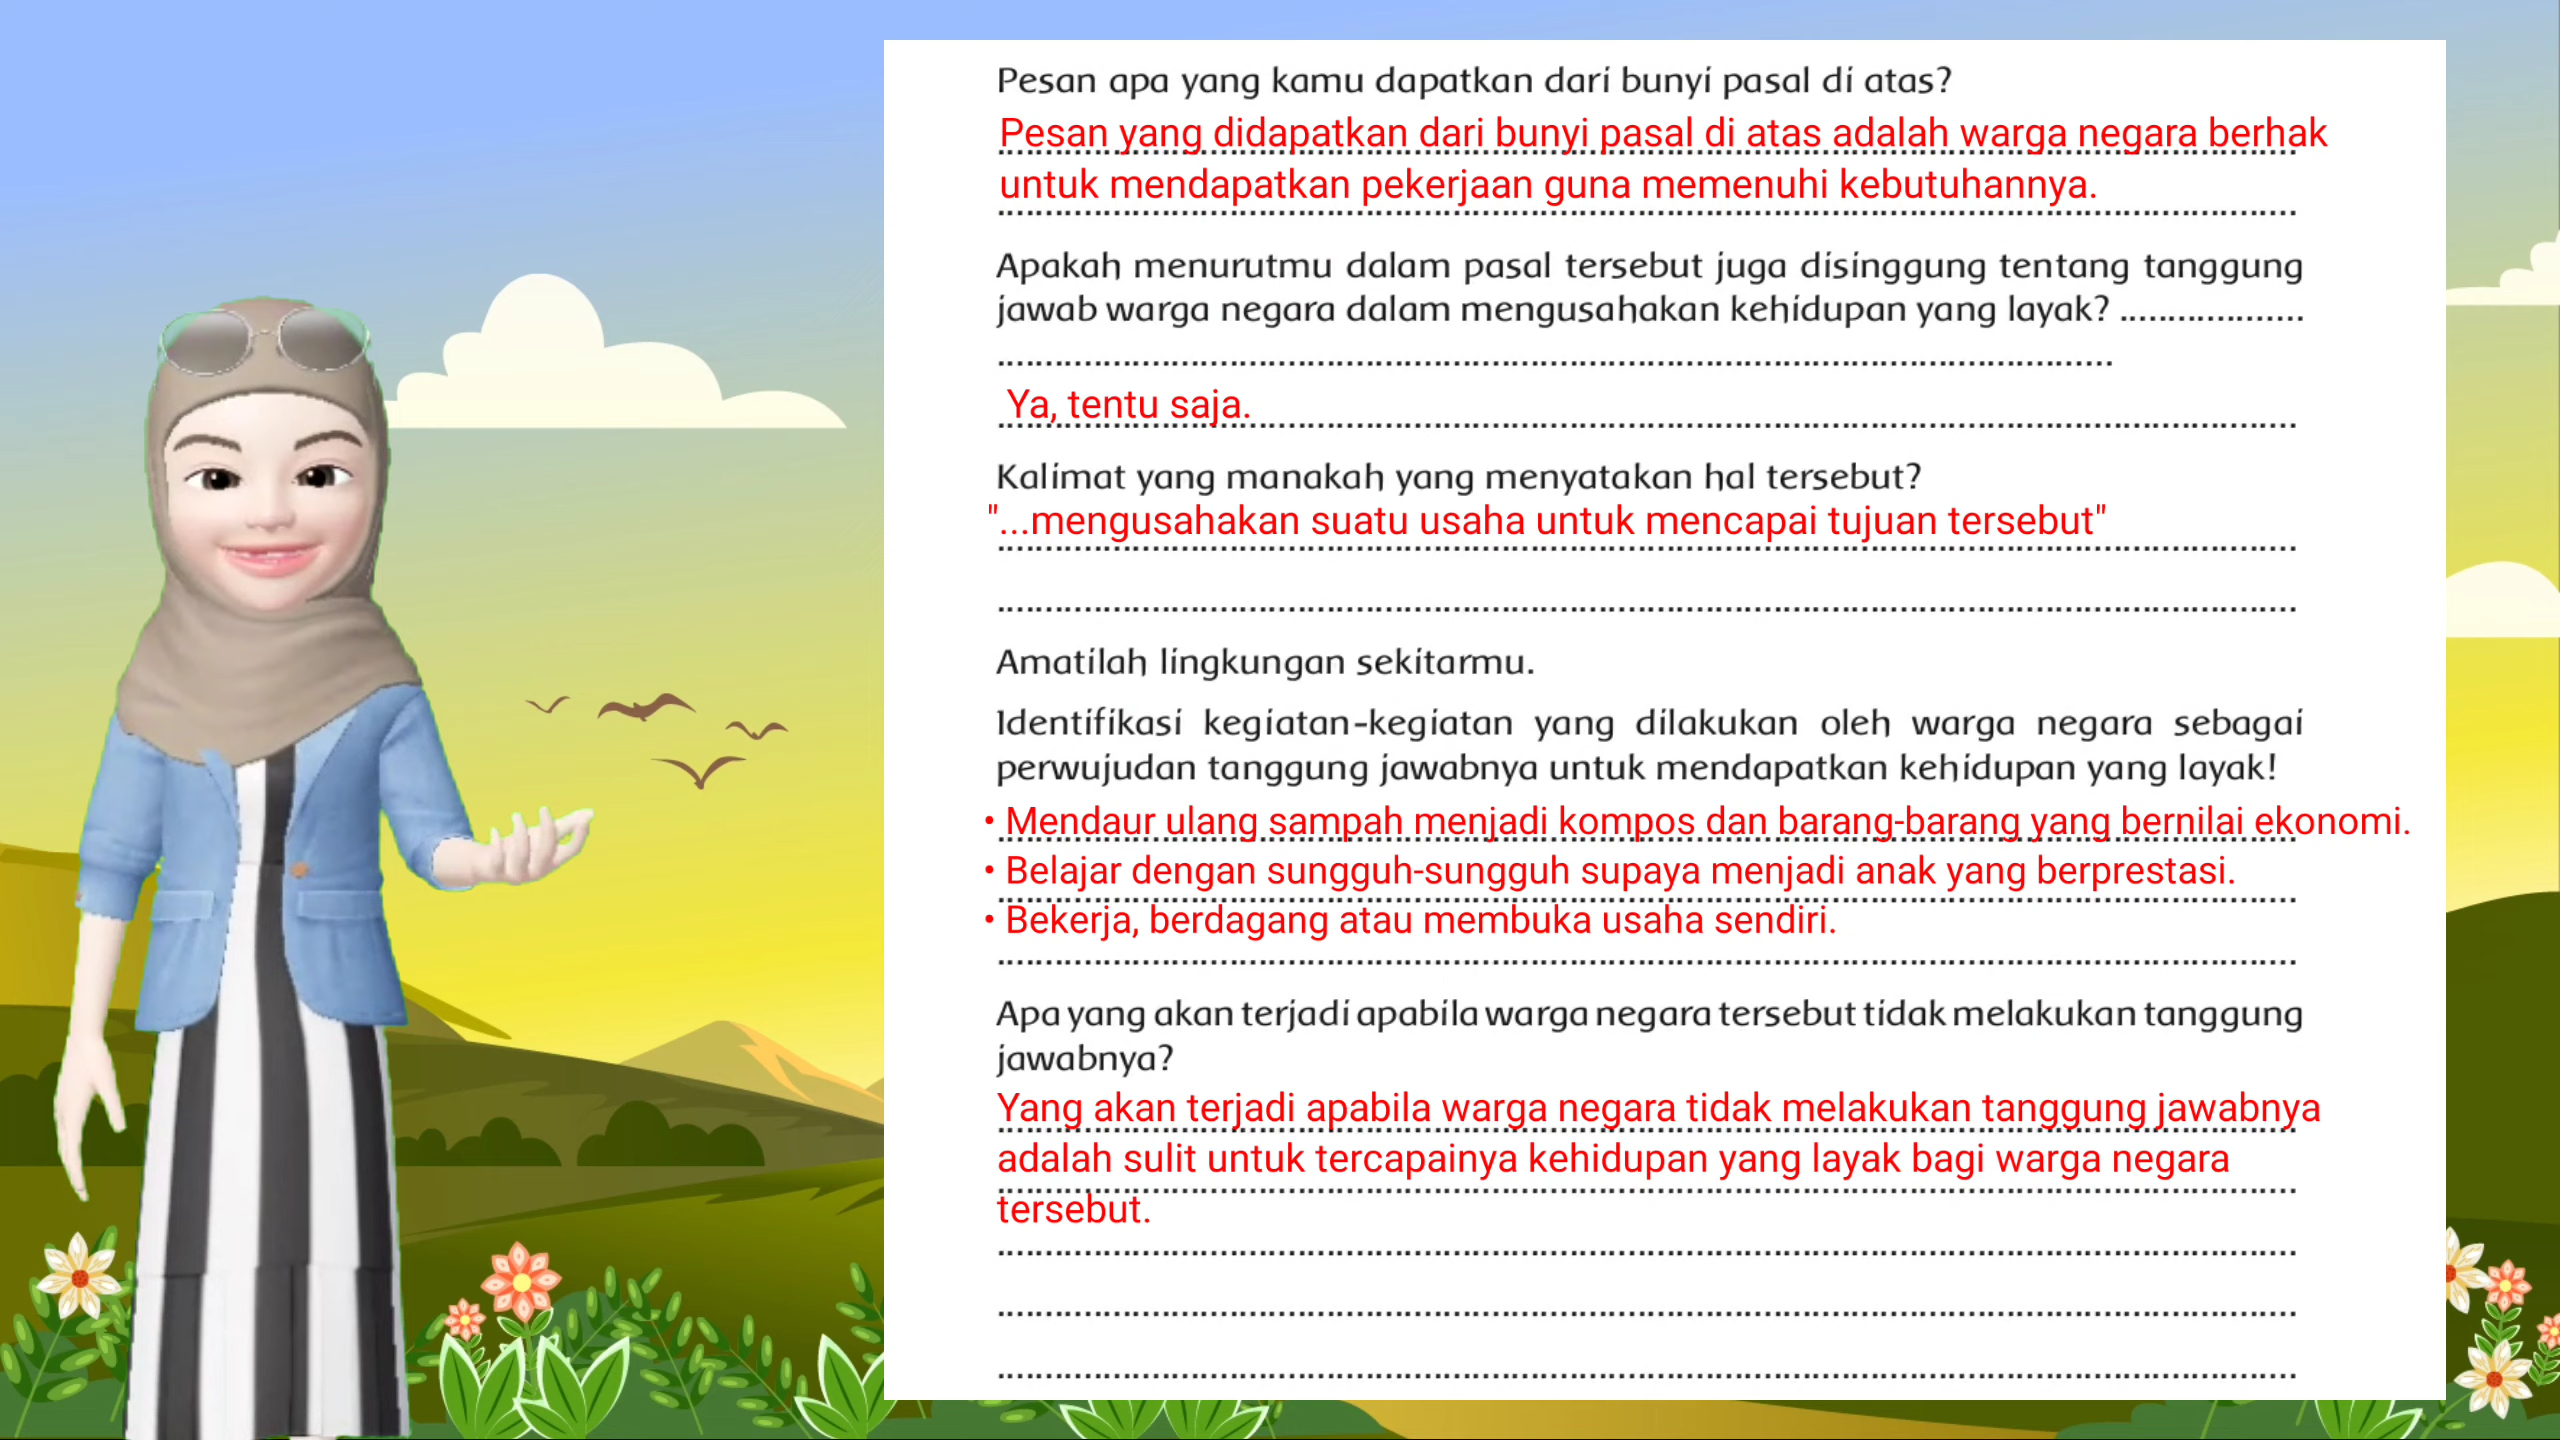 Pesan apa yang kamu dapatkan dari bunyi pasal di atas?
Pesan yang didapatkan dari bunyi pasal di atas adalah warga negara berhak
untuk mendapatkan pekerjaan guna memenuhi kebutuhannya.
Apakah menurutmu dalam pasal tersebut juga disinggung tentang tanggung
jawab warga negara dalam mengusahakan kehidupan yang layak? ...................
Ya, tentu saja.
Kalimat yang manakah yang menyatakan hal tersebut?
"...mengusahakan suatu usaha untuk mencapai tujuan tersebut"
Amatilah lingkungan sekitarmu.
Identifikasi kegiatan-kegiatan yang dilakukan oleh warga negara sebagai
perwujudan tanggung jawabnya untuk mendapatkan kehidupan yang layak!
• Mendaur ulang sampah menjadi kompos dan barang-barang yang bernilai ekonomi.
• Belajar dengan sungguh-sungguh supaya menjadi anak yang berprestasi.
• Bekerja, berdagang atau membuka usaha sendiri.
Apa yang akan terjadi apabila warga negara tersebut tidak melakukan tanggung
jawabnya?
Yang akan terjadi apabila warga negara tidak melakukan tanggung jawabnya
adalah sulit untuk tercapainya kehidupan yang layak bagi warga negara
tersebut.